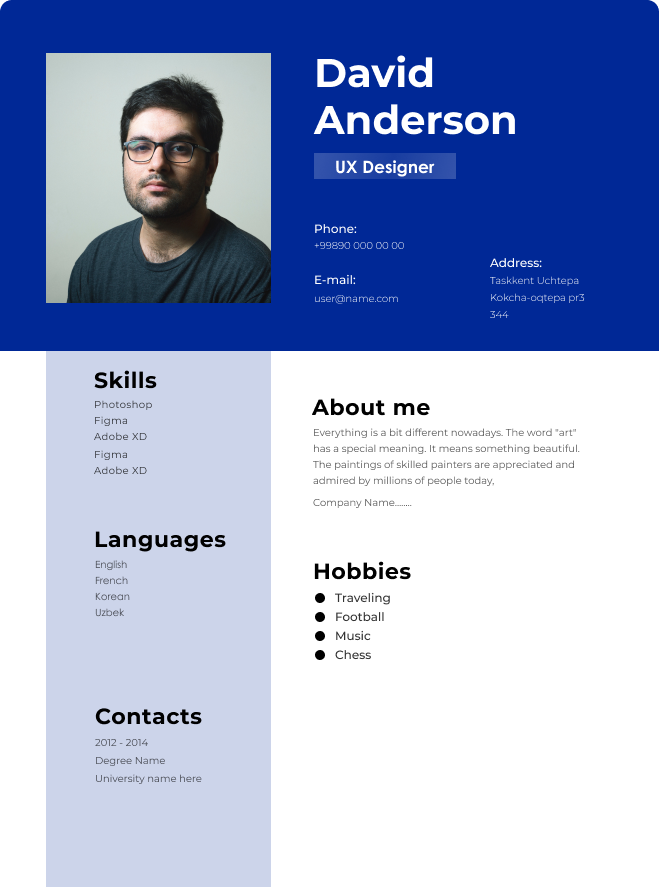 David
Anderson
UX Designer
Phone:
+99890 000 00 00
E-mail:
user@name.com
Address:
Taskkent Uchtepa
Kokcha-oqtepa pr3
344
Skills
Photoshop
Figma
Adobe XD
Figma
Adobe XD
Languages
English
French
Korean
Uzbek
Contacts
2012 - 2014
Degree Name
University name here
About me
Everything is a bit different nowadays. The word "art"
has a special meaning. It means something beautiful.
The paintings of skilled painters are appreciated and
admired by millions of people today,
Company Name........
Hobbies
Traveling
Football
Music
Chess